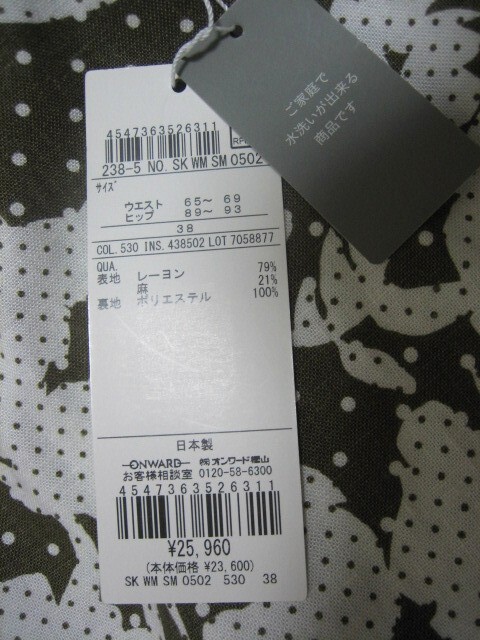 ご家庭で
水洗いが出来る
商品です
4547363526311
238-5 NO. SK WM SM 0502
サイズ
ウエスト 65～ 69
ヒップ 89～ 93
38
COL. 530 INS. 438502 LOT 7058877
QUA.
表地 レーヨン 79%
麻 21%
裏地 ポリエステル 100%
日本製
ONWARD ㈱オンワード樫山
お客様相談室 0120-58-6300
4547363526311
¥25,960
(本体価格 ¥23,600)
SK WM SM 0502 530 38